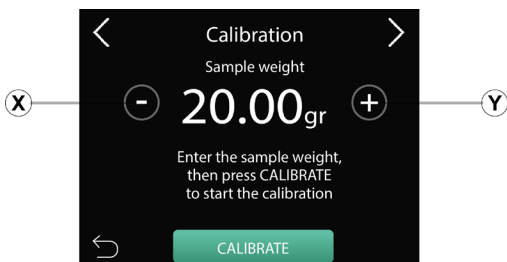 Calibration
Sample weight
X - 20.00gr + Y
Enter the sample weight,
then press CALIBRATE
to start the calibration
CALIBRATE